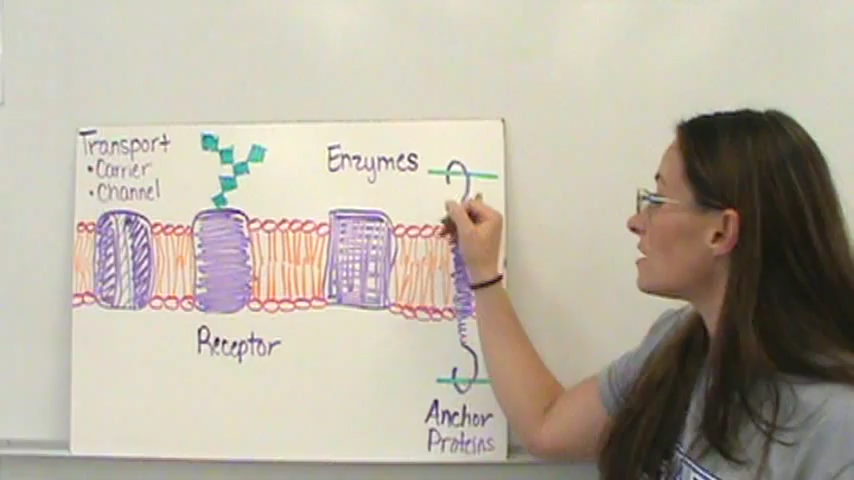 Transport
• Carrier
• Channel
Enzymes
Receptor
Anchor
Proteins